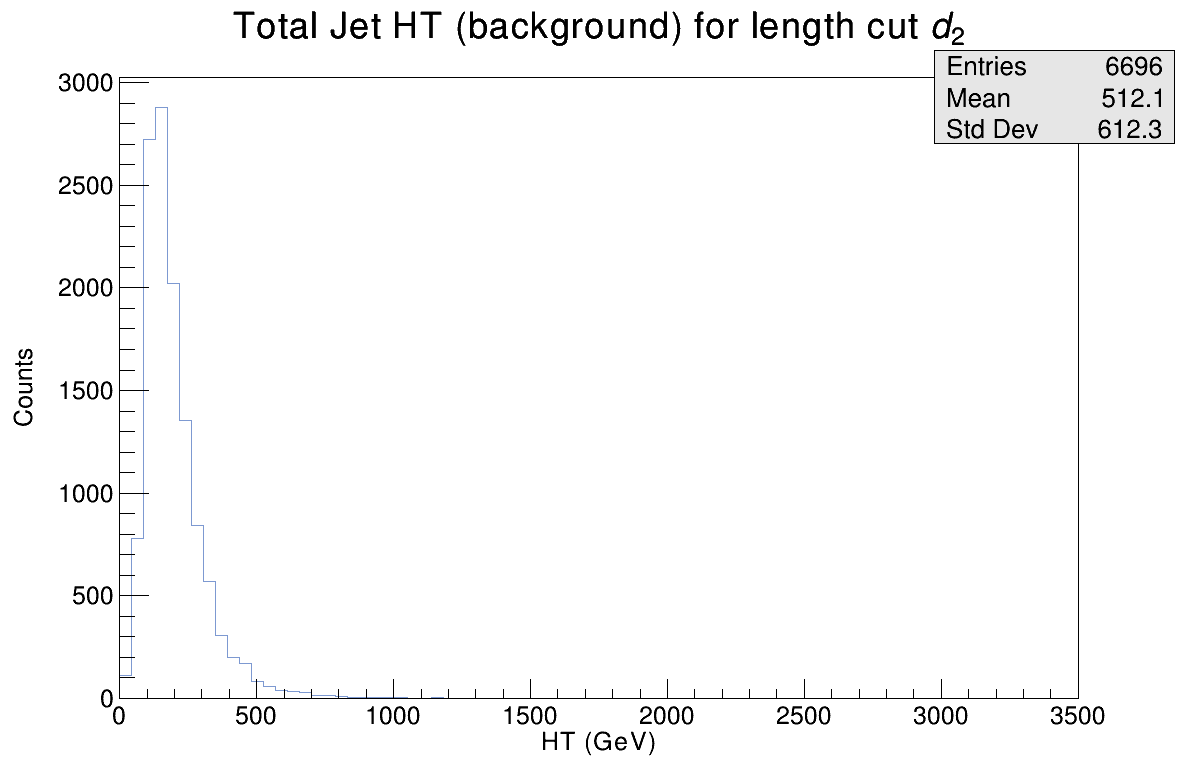 Total Jet HT (background) for length cut d₂
Entries 6696
Mean 512.1
Std Dev 612.3
3000
2500
2000
1500
1000
500
0
Counts
0 500 1000 1500 2000 2500 3000 3500
HT (GeV)